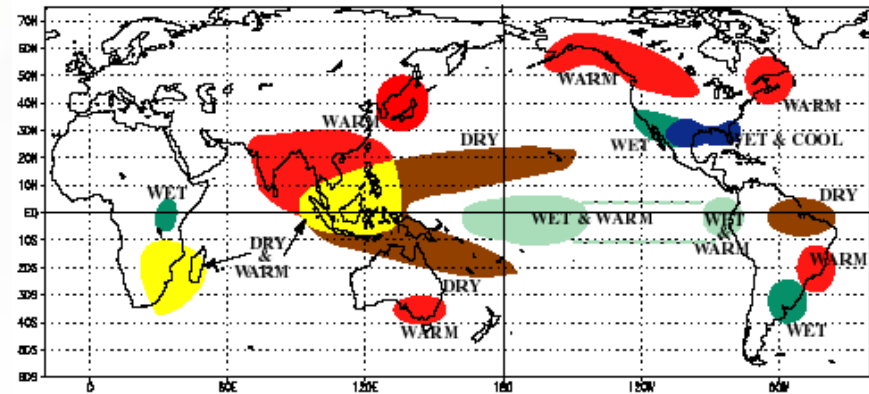 70N
60N
50N
40N
30N
20N
10N
EQ
10S
20S
30S
40S
50S
60S
WARM
WARM
WARM
DRY
WET
WET & COOL
WET
DRY
WET & WARM
WET
&
WARM
DRY
&
WARM
WARM
DRY
WARM
WET
0
60E
120E
180
120W
60W